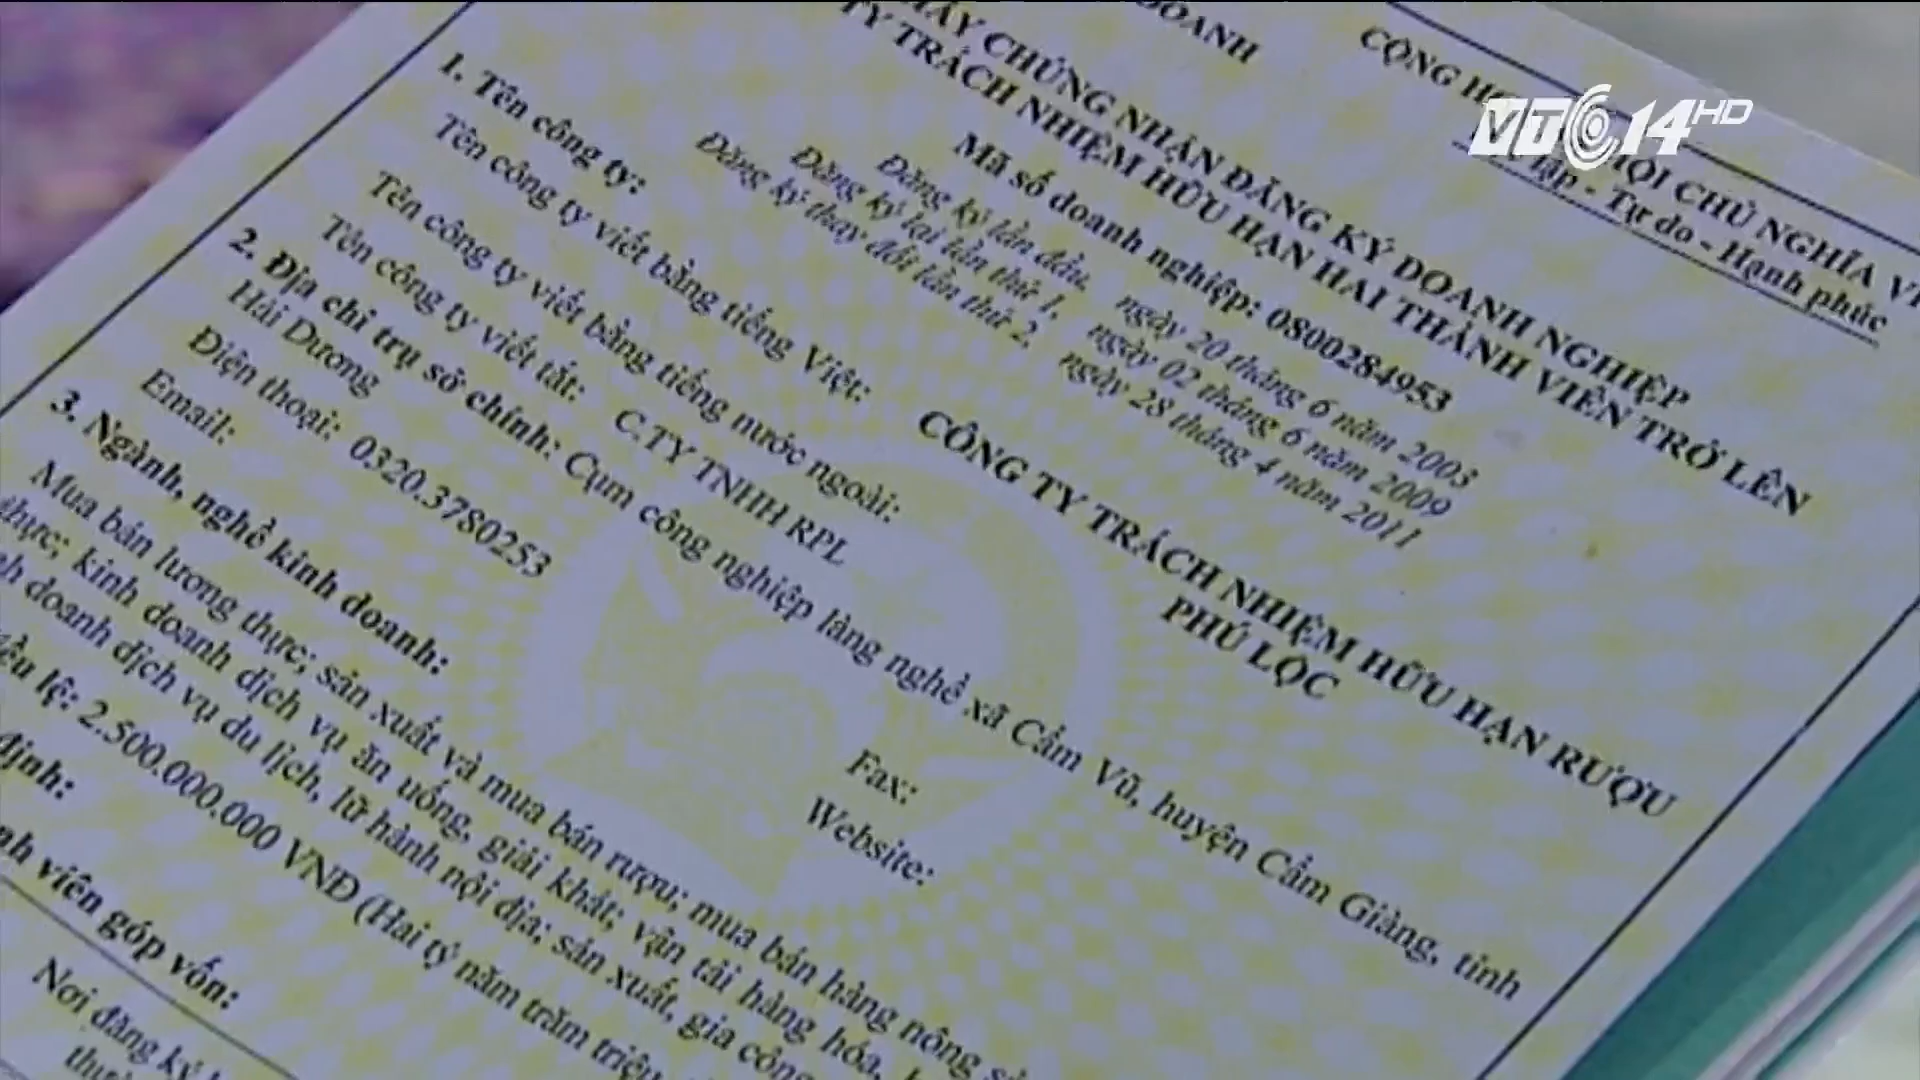 DOANH
CỘNG HÒA XÃ HỘI CHỦ NGHĨA VI
lập - Tự do - Hạnh phúc
VTC14 HD
GIẤY CHỨNG NHẬN ĐĂNG KÝ DOANH NGHIỆP
TY TRÁCH NHIỆM HỮU HẠN HAI THÀNH VIÊN TRỞ LÊN
Mã số doanh nghiệp: 0800284953
Đăng ký lần đầu, ngày 20 tháng 6 năm 2003
Đăng ký lại lần thứ 1, ngày 02 tháng 6 năm 2009
Đăng ký thay đổi lần thứ 2, ngày 28 tháng 4 năm 2011
1. Tên công ty:
Tên công ty viết bằng tiếng Việt: CÔNG TY TRÁCH NHIỆM HỮU HẠN RƯỢU
PHÚ LỘC
Tên công ty viết bằng tiếng nước ngoài:
Tên công ty viết tắt: C.TY TNHH RPL
2. Địa chỉ trụ sở chính: Cụm công nghiệp làng nghề xã Cẩm Vũ, huyện Cẩm Giàng, tỉnh
Hải Dương
Điện thoại: 0320.3780253 Fax:
Email: Website:
3. Ngành, nghề kinh doanh:
Mua bán lương thực; sản xuất và mua bán rượu; mua bán hàng nông
thực; kinh doanh dịch vụ ăn uống, giải khát; vận tải hàng hóa,
doanh dịch vụ du lịch, lữ hành nội địa; sản xuất, gia công
lệ: 2.500.000.000 VNĐ (Hai tỷ năm trăm triệu
định:
viên góp vốn:
Nơi đăng ký